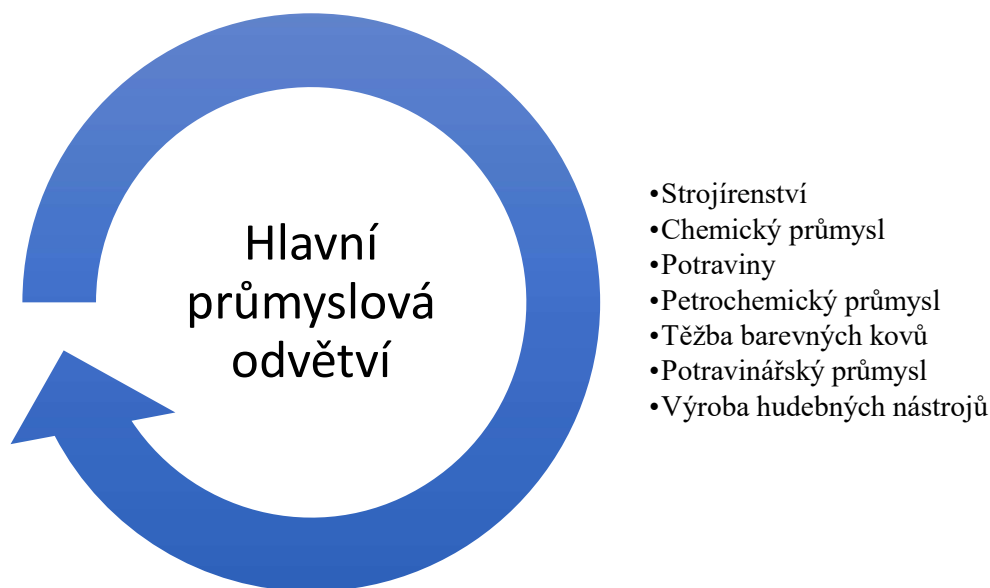 Hlavní
průmyslová
odvětví
•Strojírenství
•Chemický průmysl
•Potraviny
•Petrochemický průmysl
•Těžba barevných kovů
•Potravinářský průmysl
•Výroba hudebných nástrojů